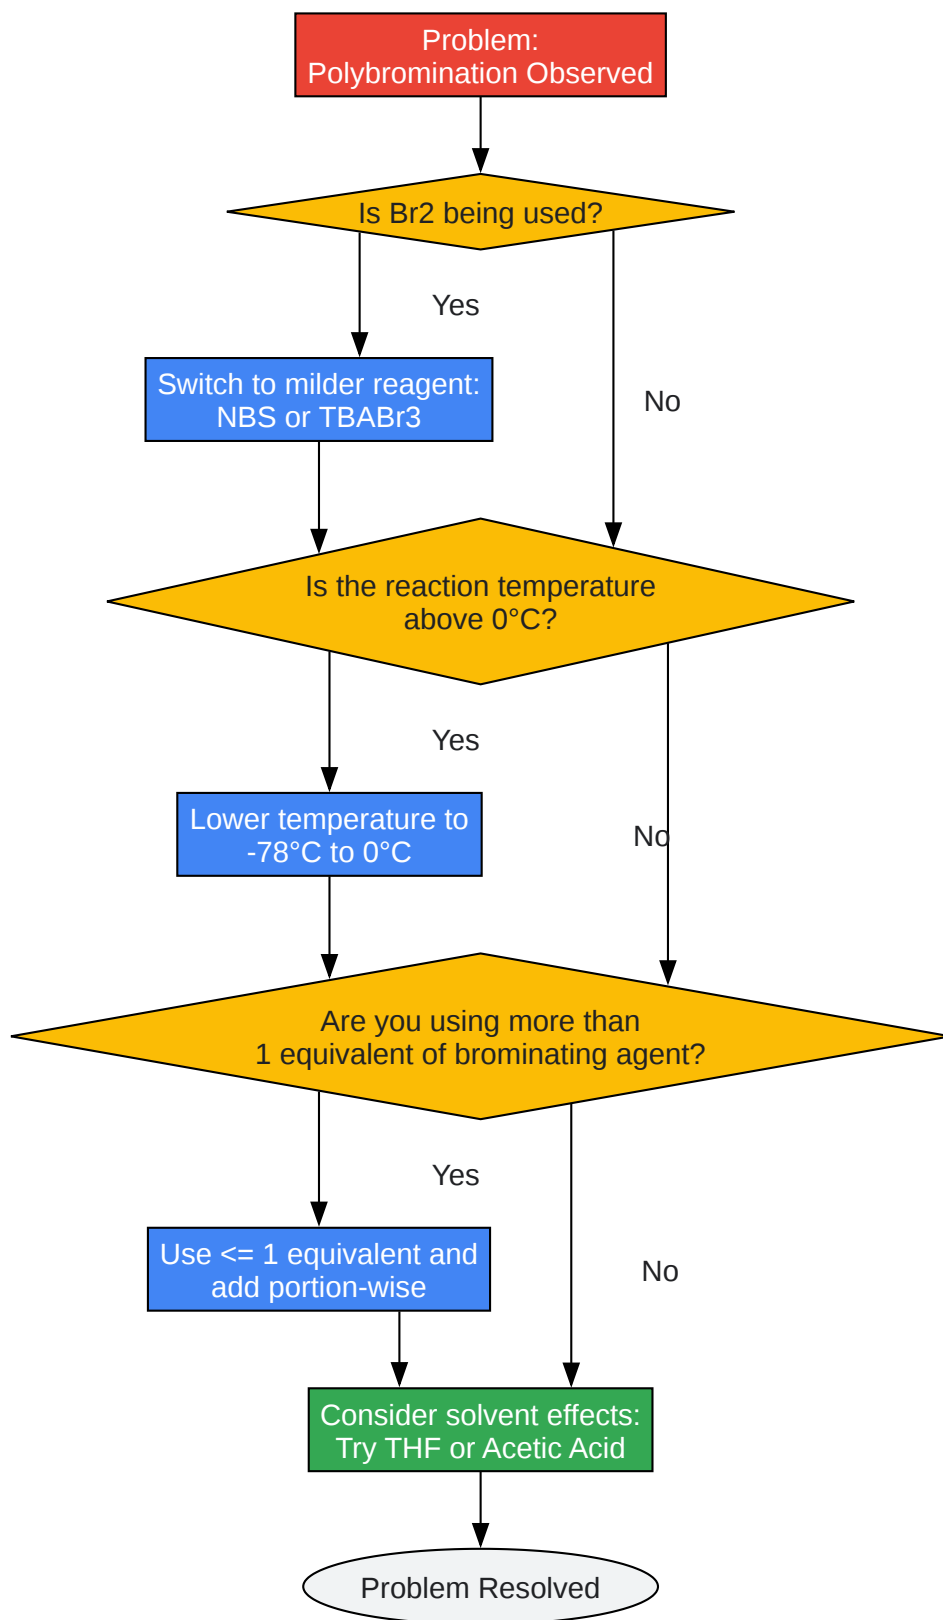 Problem:
Polybromination Observed
Is Br2 being used?
Yes
Switch to milder reagent:
NBS or TBABr3
No
Is the reaction temperature
above 0°C?
Yes
Lower temperature to
-78°C to 0°C
No
Are you using more than
1 equivalent of brominating agent?
Yes
Use <= 1 equivalent and
add portion-wise
No
Consider solvent effects:
Try THF or Acetic Acid
Problem Resolved